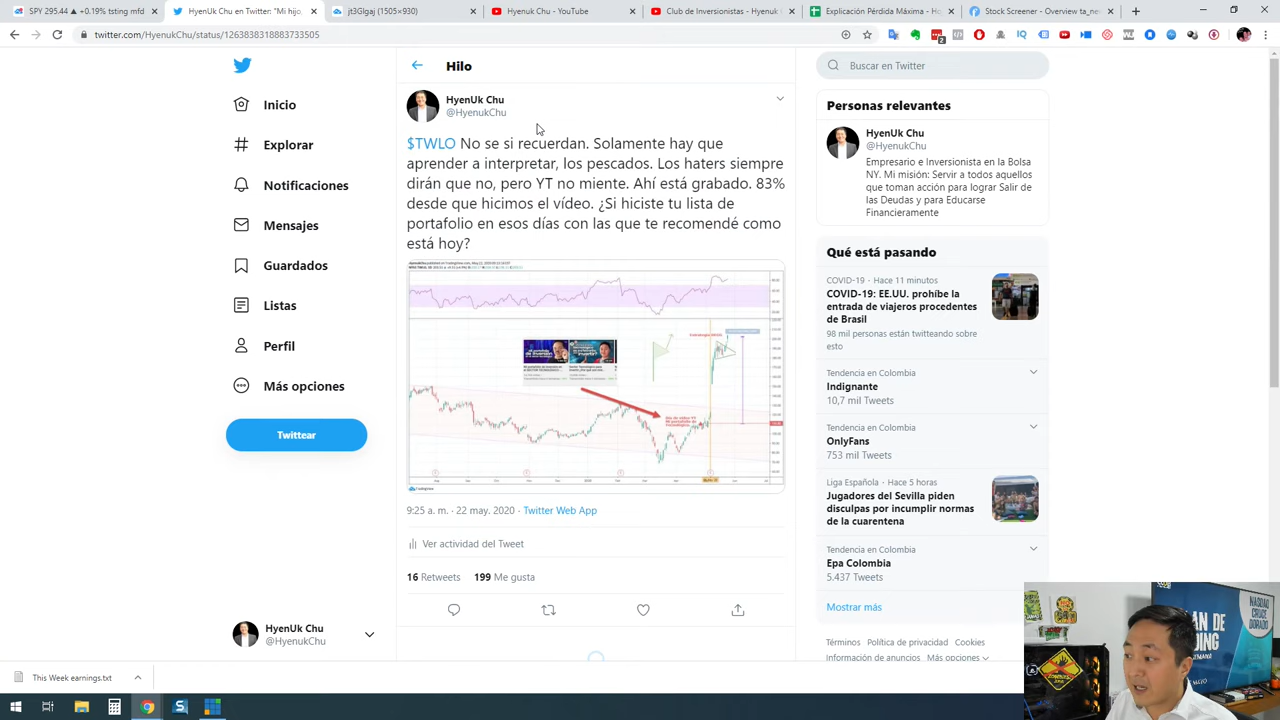 SPY 295.44 ▲ +0.19% tstng mfd
HyenUk Chu en Twitter: "Mi hijo,
jt3GIgaj (1505×930)
Hyenuk Chu - YouTube
Club de Inversionistas - YouTube
Explicación Pérdida Máxima - Ho
Stock Screener - Overview ta_ne
twitter.com/HyenukChu/status/1263838318883733505
Inicio
Explorar
Notificaciones
Mensajes
Guardados
Listas
Perfil
Más opciones
Twittear
HyenUk Chu
@HyenukChu
Hilo
HyenUk Chu
@HyenukChu
$TWLO No se si recuerdan. Solamente hay que
aprender a interpretar, los pescados. Los haters siempre
dirán que no, pero YT no miente. Ahí está grabado. 83%
desde que hicimos el vídeo. ¿Si hiciste tu lista de
portafolio en esos días con las que te recomendé como
está hoy?
9:25 a. m. · 22 may. 2020 · Twitter Web App
Ver actividad del Tweet
16 Retweets 199 Me gusta
Buscar en Twitter
Personas relevantes
HyenUk Chu
@HyenukChu
Empresario e Inversionista en la Bolsa
NY. Mi misión: Servir a todos aquellos
que toman acción para lograr Salir de
las Deudas y para Educarse
Financieramente
Qué está pasando
COVID-19 · Hace 11 minutos
COVID-19: EE.UU. prohíbe la
entrada de viajeros procedentes
de Brasil
98 mil personas están twitteando sobre
esto
Tendencia en Colombia
Indignante
10,7 mil Tweets
Tendencia en Colombia
OnlyFans
753 mil Tweets
Liga Española · Hace 5 horas
Jugadores del Sevilla piden
disculpas por incumplir normas
de la cuarentena
Tendencia en Colombia
Epa Colombia
5.437 Tweets
Mostrar más
Términos Política de privacidad Cookies
Información de anuncios Más opciones
This Week earnings.txt
NASDAQ